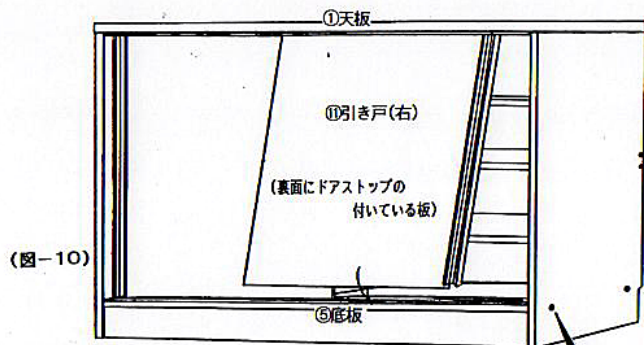 ①天板
⑪引き戸(右)
(裏面にドアストップの
付いている板)
(図-10)
⑤底板